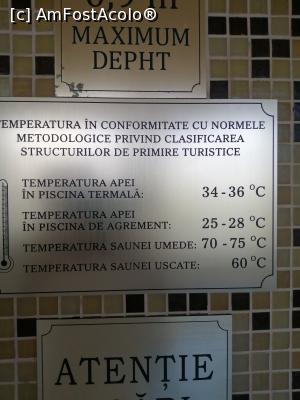 (c) AmFostAcolo®
MAXIMUM
DEPHT
TEMPERATURA ÎN CONFORMITATE CU NORMELE
METODOLOGICE PRIVIND CLASIFICAREA
STRUCTURILOR DE PRIMIRE TURISTICE
TEMPERATURA APEI
ÎN PISCINA TERMALĂ: 34-36 °C
TEMPERATURA APEI
ÎN PISCINA DE AGREMENT: 25-28 °C
TEMPERATURA SAUNEI UMEDE: 70-75 °C
TEMPERATURA SAUNEI USCATE: 60 °C
ATENȚIE